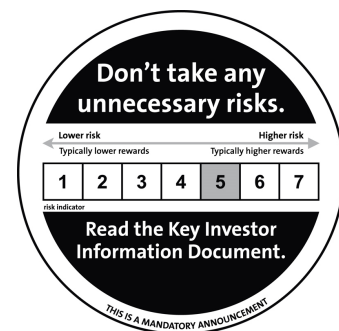 Don't take any
unnecessary risks.
Lower risk Higher risk
Typically lower rewards Typically higher rewards
1 2 3 4 5 6 7
risk indicator
Read the Key Investor
Information Document.
THIS IS A MANDATORY ANNOUNCEMENT